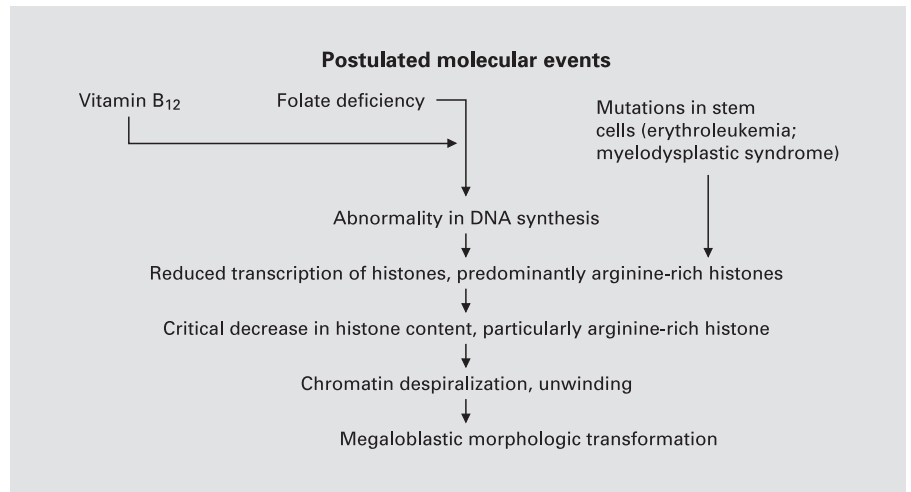 Postulated molecular events
Vitamin B₁₂
Folate deficiency
Mutations in stem
cells (erythroleukemia;
myelodysplastic syndrome)
Abnormality in DNA synthesis
Reduced transcription of histones, predominantly arginine-rich histones
Critical decrease in histone content, particularly arginine-rich histone
Chromatin despiralization, unwinding
Megaloblastic morphologic transformation